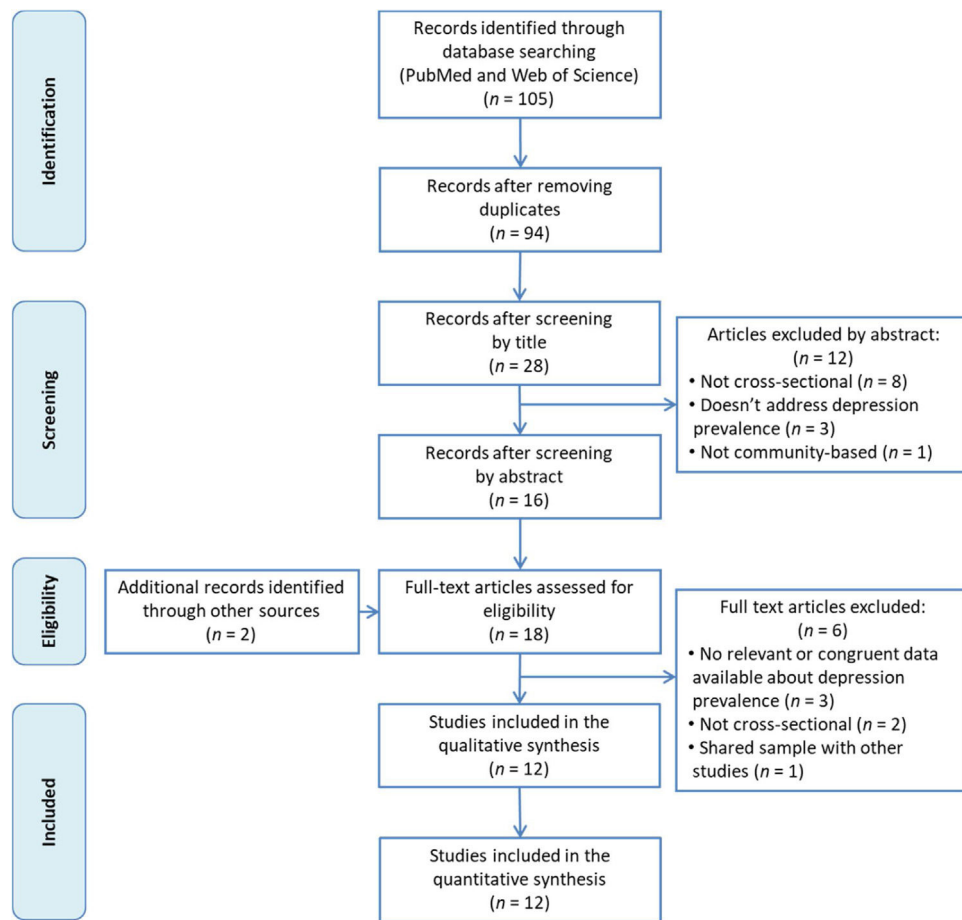 Identification
Records identified through
database searching
(PubMed and Web of Science)
(n = 105)
Records after removing
duplicates
(n = 94)
Screening
Records after screening
by title
(n = 28)
Articles excluded by abstract:
(n = 12)
• Not cross-sectional (n = 8)
• Doesn't address depression
prevalence (n = 3)
• Not community-based (n = 1)
Records after screening
by abstract
(n = 16)
Eligibility
Additional records identified
through other sources
(n = 2)
Full-text articles assessed for
eligibility
(n = 18)
Full text articles excluded:
(n = 6)
• No relevant or congruent data
available about depression
prevalence (n = 3)
• Not cross-sectional (n = 2)
• Shared sample with other
studies (n = 1)
Included
Studies included in the
qualitative synthesis
(n = 12)
Studies included in the
quantitative synthesis
(n = 12)